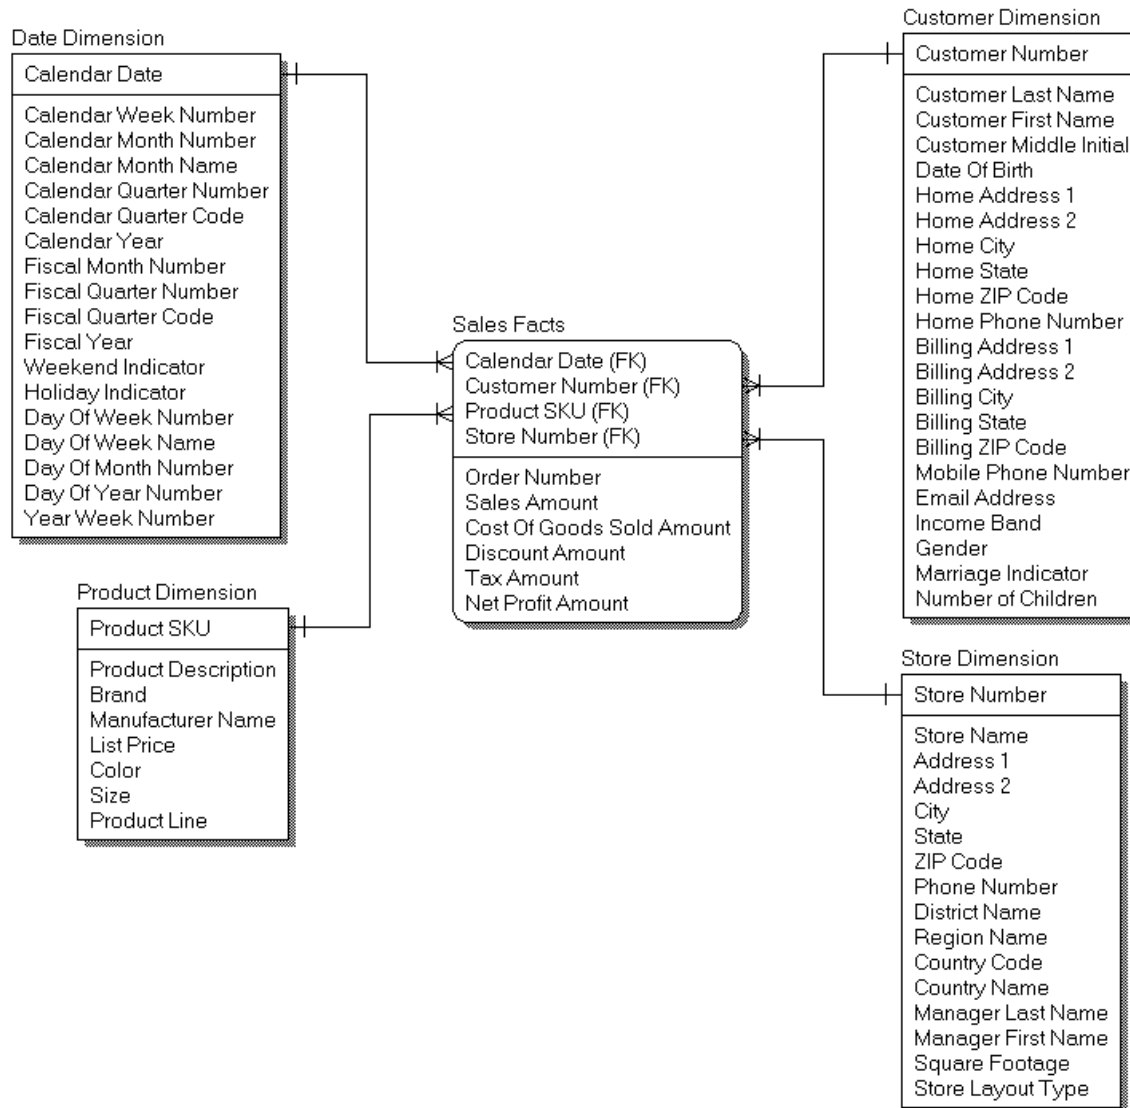 Date Dimension
Calendar Date
Calendar Week Number
Calendar Month Number
Calendar Month Name
Calendar Quarter Number
Calendar Quarter Code
Calendar Year
Fiscal Month Number
Fiscal Quarter Number
Fiscal Quarter Code
Fiscal Year
Weekend Indicator
Holiday Indicator
Day Of Week Number
Day Of Week Name
Day Of Month Number
Day Of Year Number
Year Week Number
Product Dimension
Product SKU
Product Description
Brand
Manufacturer Name
List Price
Color
Size
Product Line
Sales Facts
Calendar Date (FK)
Customer Number (FK)
Product SKU (FK)
Store Number (FK)
Order Number
Sales Amount
Cost Of Goods Sold Amount
Discount Amount
Tax Amount
Net Profit Amount
Customer Dimension
Customer Number
Customer Last Name
Customer First Name
Customer Middle Initial
Date Of Birth
Home Address 1
Home Address 2
Home City
Home State
Home ZIP Code
Home Phone Number
Billing Address 1
Billing Address 2
Billing City
Billing State
Billing ZIP Code
Mobile Phone Number
Email Address
Income Band
Gender
Marriage Indicator
Number of Children
Store Dimension
Store Number
Store Name
Address 1
Address 2
City
State
ZIP Code
Phone Number
District Name
Region Name
Country Code
Country Name
Manager Last Name
Manager First Name
Square Footage
Store Layout Type